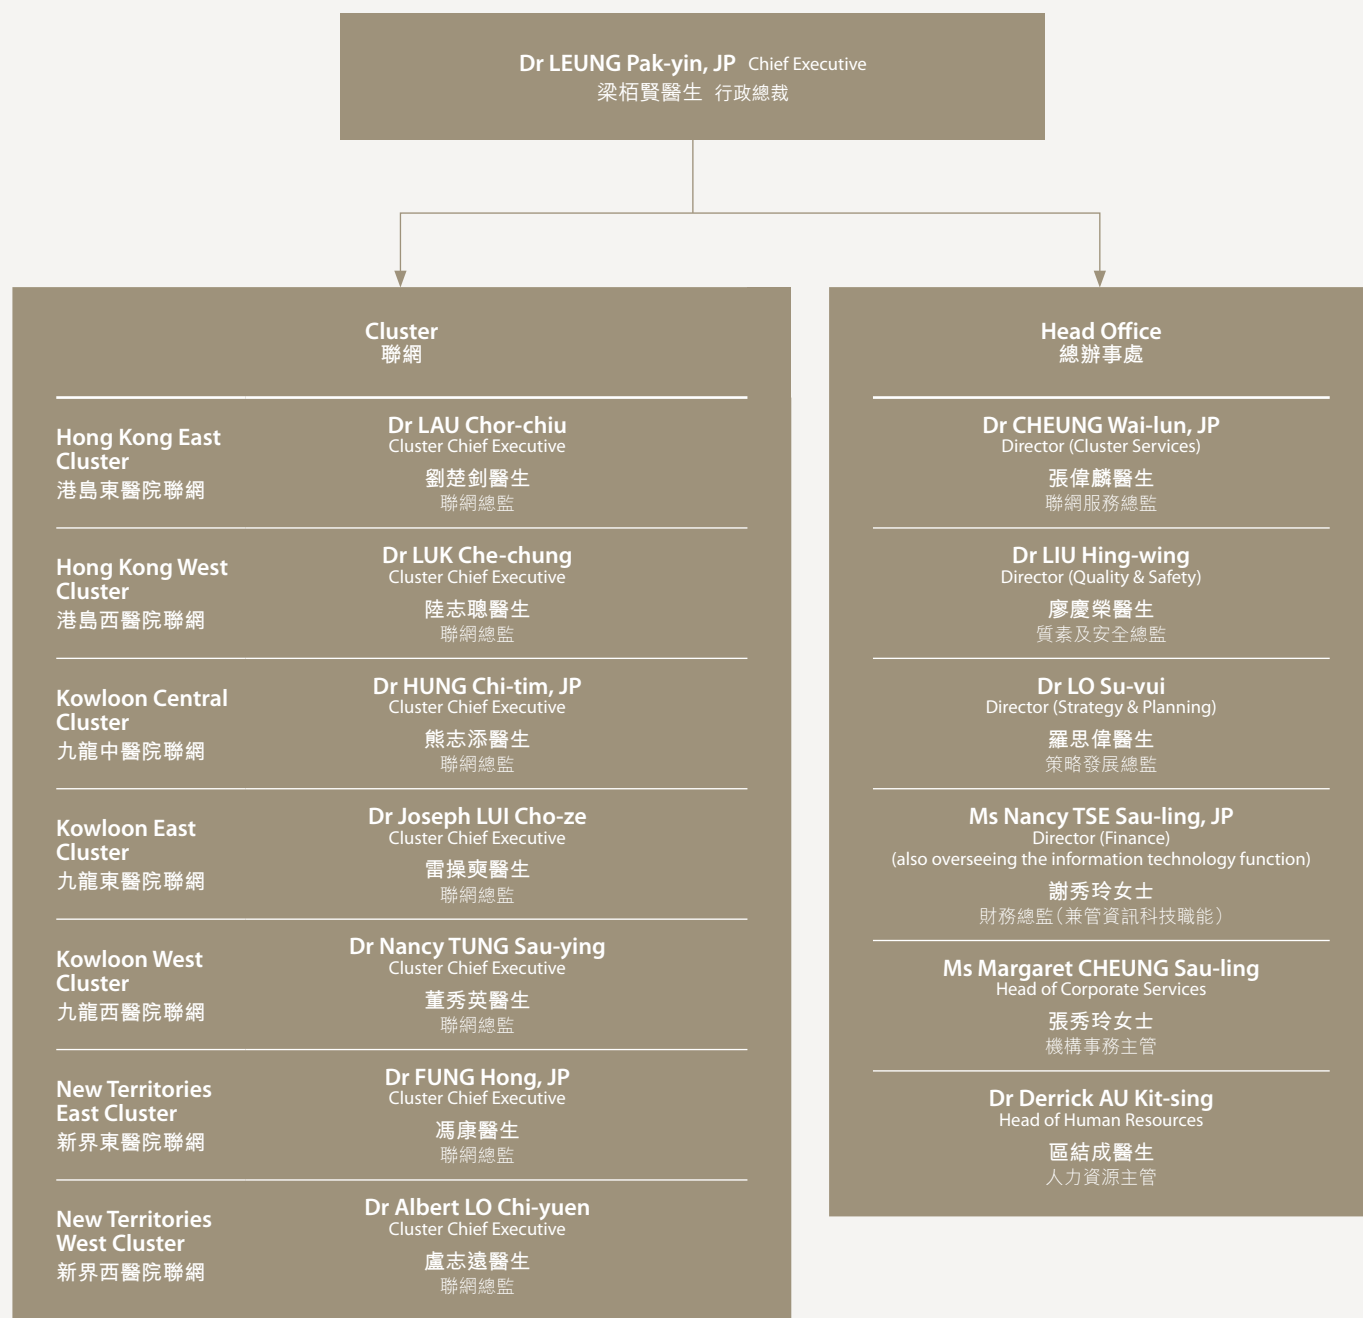 Dr LEUNG Pak-yin, JP Chief Executive
梁栢賢醫生 行政總裁
Cluster
聯網
Hong Kong East
Cluster
港島東醫院聯網
Dr LAU Chor-chiu
Cluster Chief Executive
劉楚釗醫生
聯網總監
Hong Kong West
Cluster
港島西醫院聯網
Dr LUK Che-chung
Cluster Chief Executive
陸志聰醫生
聯網總監
Kowloon Central
Cluster
九龍中醫院聯網
Dr HUNG Chi-tim, JP
Cluster Chief Executive
熊志添醫生
聯網總監
Kowloon East
Cluster
九龍東醫院聯網
Dr Joseph LUI Cho-ze
Cluster Chief Executive
雷操奭醫生
聯網總監
Kowloon West
Cluster
九龍西醫院聯網
Dr Nancy TUNG Sau-ying
Cluster Chief Executive
董秀英醫生
聯網總監
New Territories
East Cluster
新界東醫院聯網
Dr FUNG Hong, JP
Cluster Chief Executive
馮康醫生
聯網總監
New Territories
West Cluster
新界西醫院聯網
Dr Albert LO Chi-yuen
Cluster Chief Executive
盧志遠醫生
聯網總監
Head Office
總辦事處
Dr CHEUNG Wai-lun, JP
Director (Cluster Services)
張偉麟醫生
聯網服務總監
Dr LIU Hing-wing
Director (Quality & Safety)
廖慶榮醫生
質素及安全總監
Dr LO Su-vui
Director (Strategy & Planning)
羅思偉醫生
策略發展總監
Ms Nancy TSE Sau-ling, JP
Director (Finance)
(also overseeing the information technology function)
謝秀玲女士
財務總監（兼管資訊科技職能）
Ms Margaret CHEUNG Sau-ling
Head of Corporate Services
張秀玲女士
機構事務主管
Dr Derrick AU Kit-sing
Head of Human Resources
區結成醫生
人力資源主管